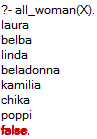 ?- all_woman(X).
laura
belba
linda
beladonna
kamilia
chika
poppi
false.